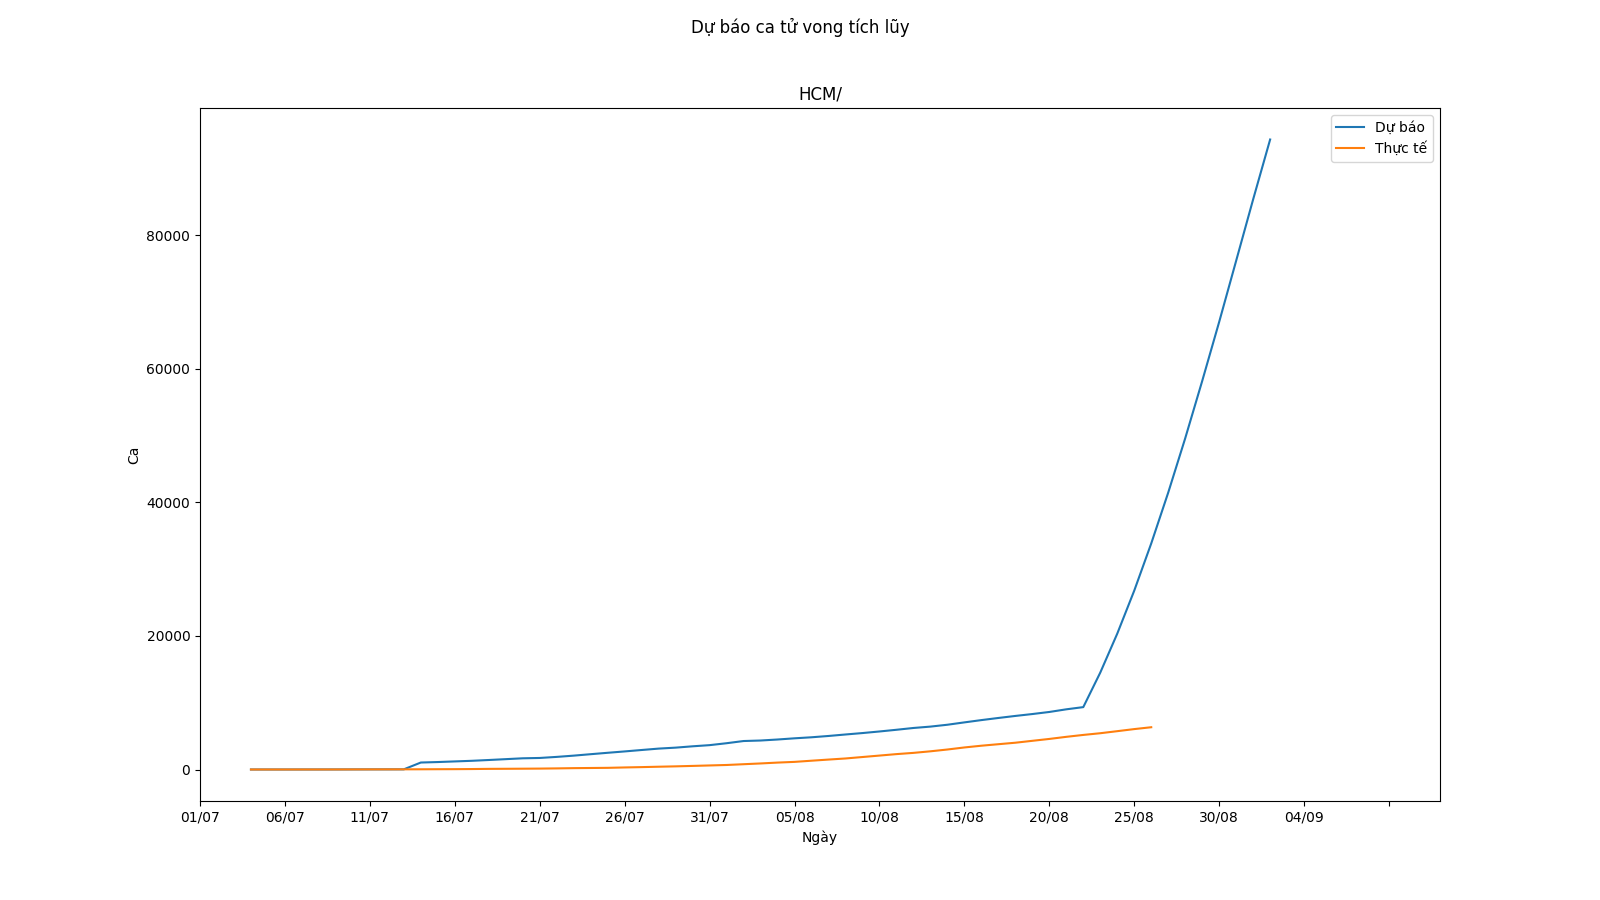 Dự báo ca tử vong tích lũy
HCM/
Dự báo
Thực tế
80000
60000
40000
20000
0
Ca
01/07 06/07 11/07 16/07 21/07 26/07 31/07 05/08 10/08 15/08 20/08 25/08 30/08 04/09
Ngày